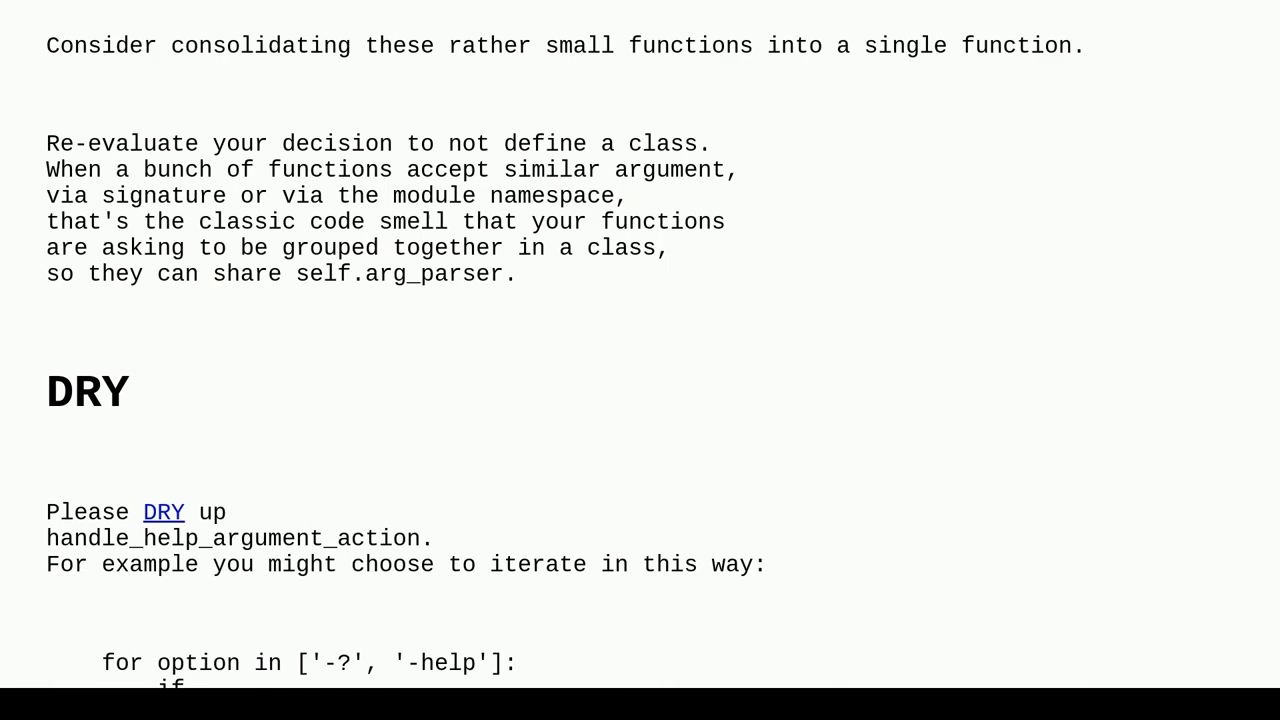 Consider consolidating these rather small functions into a single function.
Re-evaluate your decision to not define a class.
When a bunch of functions accept similar argument,
via signature or via the module namespace,
that's the classic code smell that your functions
are asking to be grouped together in a class,
so they can share self.arg_parser.
DRY
Please DRY up
handle_help_argument_action.
For example you might choose to iterate in this way:
for option in ['-?', '-help']:
if